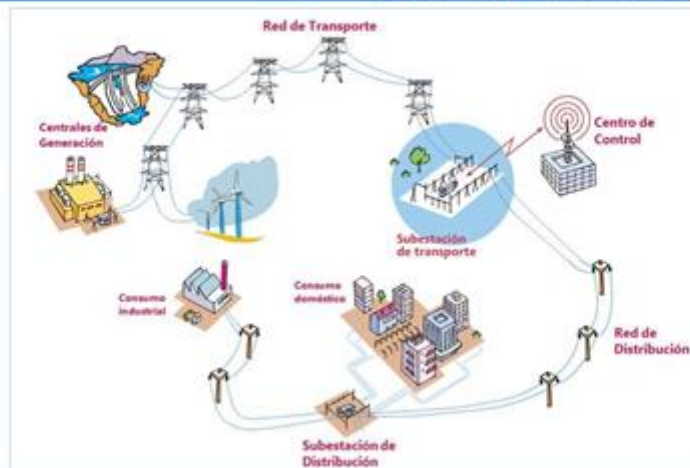 Red de Transporte
Centrales de
Generación
Centro de
Control
Subestación
de transporte
Consumo
industrial
Consumo
doméstico
Red de
Distribución
Subestación de
Distribución